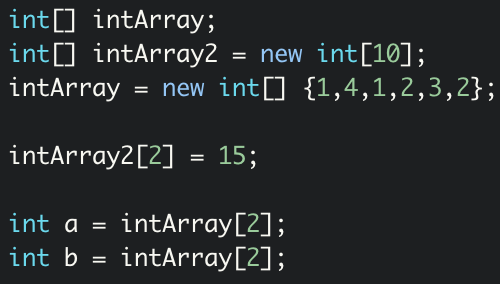 int[] intArray;
int[] intArray2 = new int[10];
intArray = new int[] {1,4,1,2,3,2};
intArray2[2] = 15;
int a = intArray[2];
int b = intArray[2];